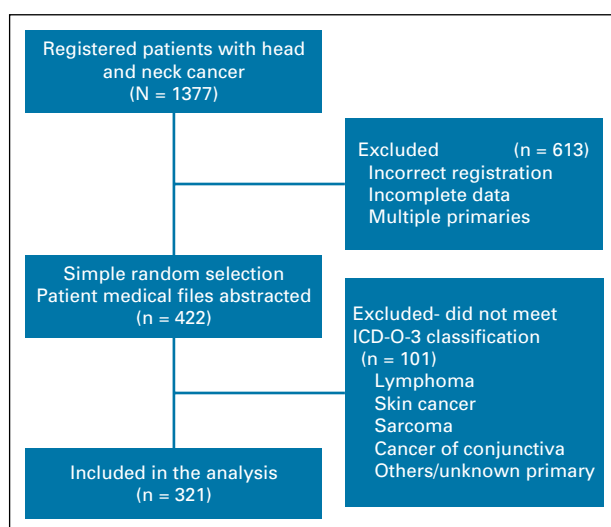 Registered patients with head
and neck cancer
(N = 1377)
Excluded (n = 613)
Incorrect registration
Incomplete data
Multiple primaries
Simple random selection
Patient medical files abstracted
(n = 422)
Excluded- did not meet
ICD-O-3 classification
(n = 101)
Lymphoma
Skin cancer
Sarcoma
Cancer of conjunctiva
Others/unknown primary
Included in the analysis
(n = 321)